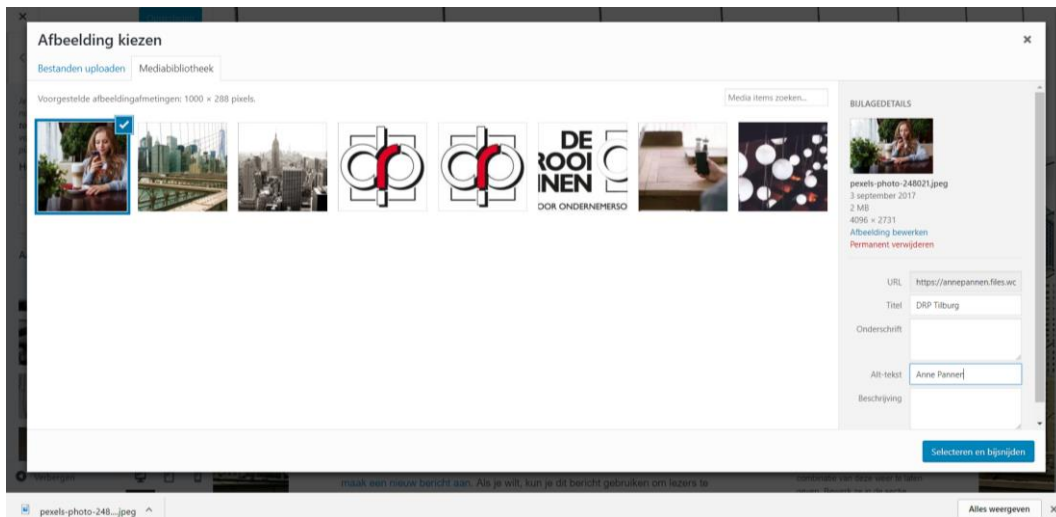 Afbeelding kiezen
Bestanden uploaden Mediabibliotheek
Voorgestelde afbeeldingafmetingen: 1000 × 288 pixels.
Media items zoeken...
DE
ROOI
NEN
OOR ONDERNEMERSO
BIJLAGEDETAILS
pexels-photo-248021.jpeg
3 september 2017
2 MB
4096 × 2731
Afbeelding bewerken
Permanent verwijderen
URL https://annepannen.files.wc
Titel DRP Tilburg
Onderschrift
Alt-tekst Anne Pannen
Beschrijving
Selecteren en bijsnijden
Verbergen
maak een nieuw bericht aan. Als je wilt, kun je dit bericht gebruiken om lezers te
pexels-photo-248....jpeg
Alles weergeven